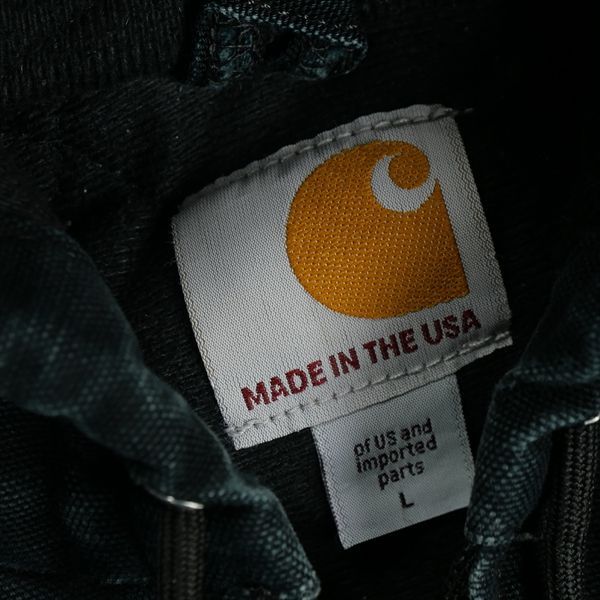 MADE IN THE USA
of US and
imported
parts
L